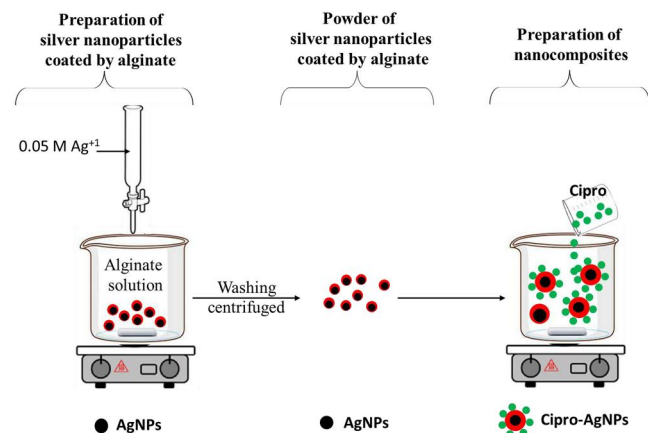 Preparation of
silver nanoparticles
coated by alginate
Powder of
silver nanoparticles
coated by alginate
Preparation of
nanocomposites
0.05 M Ag⁺¹
Cipro
Alginate
solution
Washing
centrifuged
AgNPs
AgNPs
Cipro-AgNPs